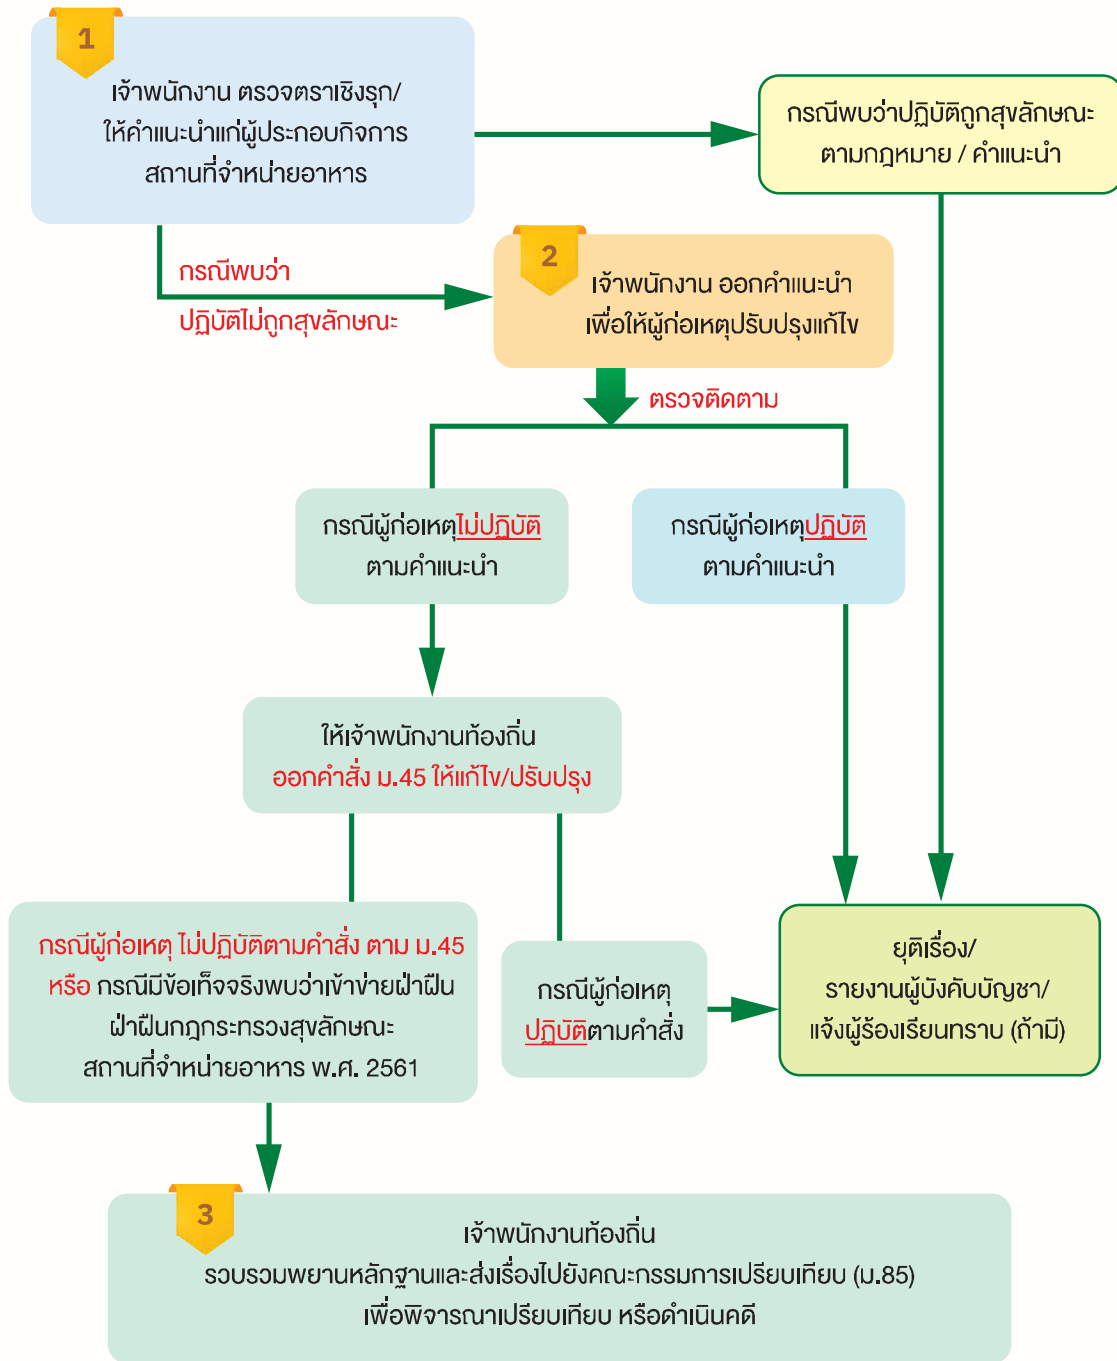 1
เจ้าพนักงาน ตรวจตราเชิงรุก/
ให้คำแนะนำแก่ผู้ประกอบกิจการ
สถานที่จำหน่ายอาหาร
กรณีพบว่าปฏิบัติถูกสุขลักษณะ
ตามกฎหมาย / คำแนะนำ
กรณีพบว่า
ปฏิบัติไม่ถูกสุขลักษณะ
2
เจ้าพนักงาน ออกคำแนะนำ
เพื่อให้ผู้ก่อเหตุปรับปรุงแก้ไข
ตรวจติดตาม
กรณีผู้ก่อเหตุไม่ปฏิบัติ
ตามคำแนะนำ
กรณีผู้ก่อเหตุปฏิบัติ
ตามคำแนะนำ
ให้เจ้าพนักงานท้องถิ่น
ออกคำสั่ง ม.45 ให้แก้ไข/ปรับปรุง
กรณีผู้ก่อเหตุ ไม่ปฏิบัติตามคำสั่ง ตาม ม.45
หรือ กรณีมีข้อเท็จจริงพบว่าเข้าข่ายฝ่าฝืน
ฝ่าฝืนกฎกระทรวงสุขลักษณะ
สถานที่จำหน่ายอาหาร พ.ศ. 2561
กรณีผู้ก่อเหตุ
ปฏิบัติตามคำสั่ง
ยุติเรื่อง/
รายงานผู้บังคับบัญชา/
แจ้งผู้ร้องเรียนทราบ (ถ้ามี)
3
เจ้าพนักงานท้องถิ่น
รวบรวมพยานหลักฐานและส่งเรื่องไปยังคณะกรรมการเปรียบเทียบ (ม.85)
เพื่อพิจารณาเปรียบเทียบ หรือดำเนินคดี